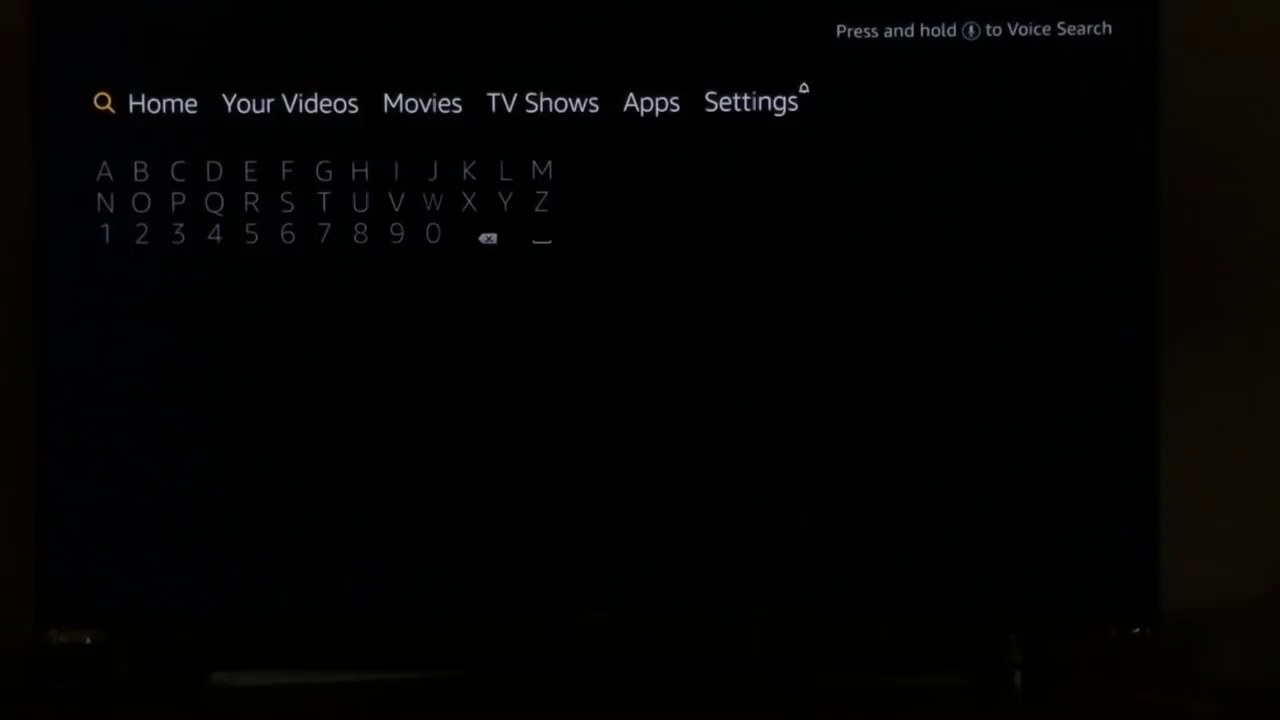 Press and hold to Voice Search
Home Your Videos Movies TV Shows Apps Settings
A B C D E F G H I J K L M
N O P Q R S T U V W X Y Z
1 2 3 4 5 6 7 8 9 0